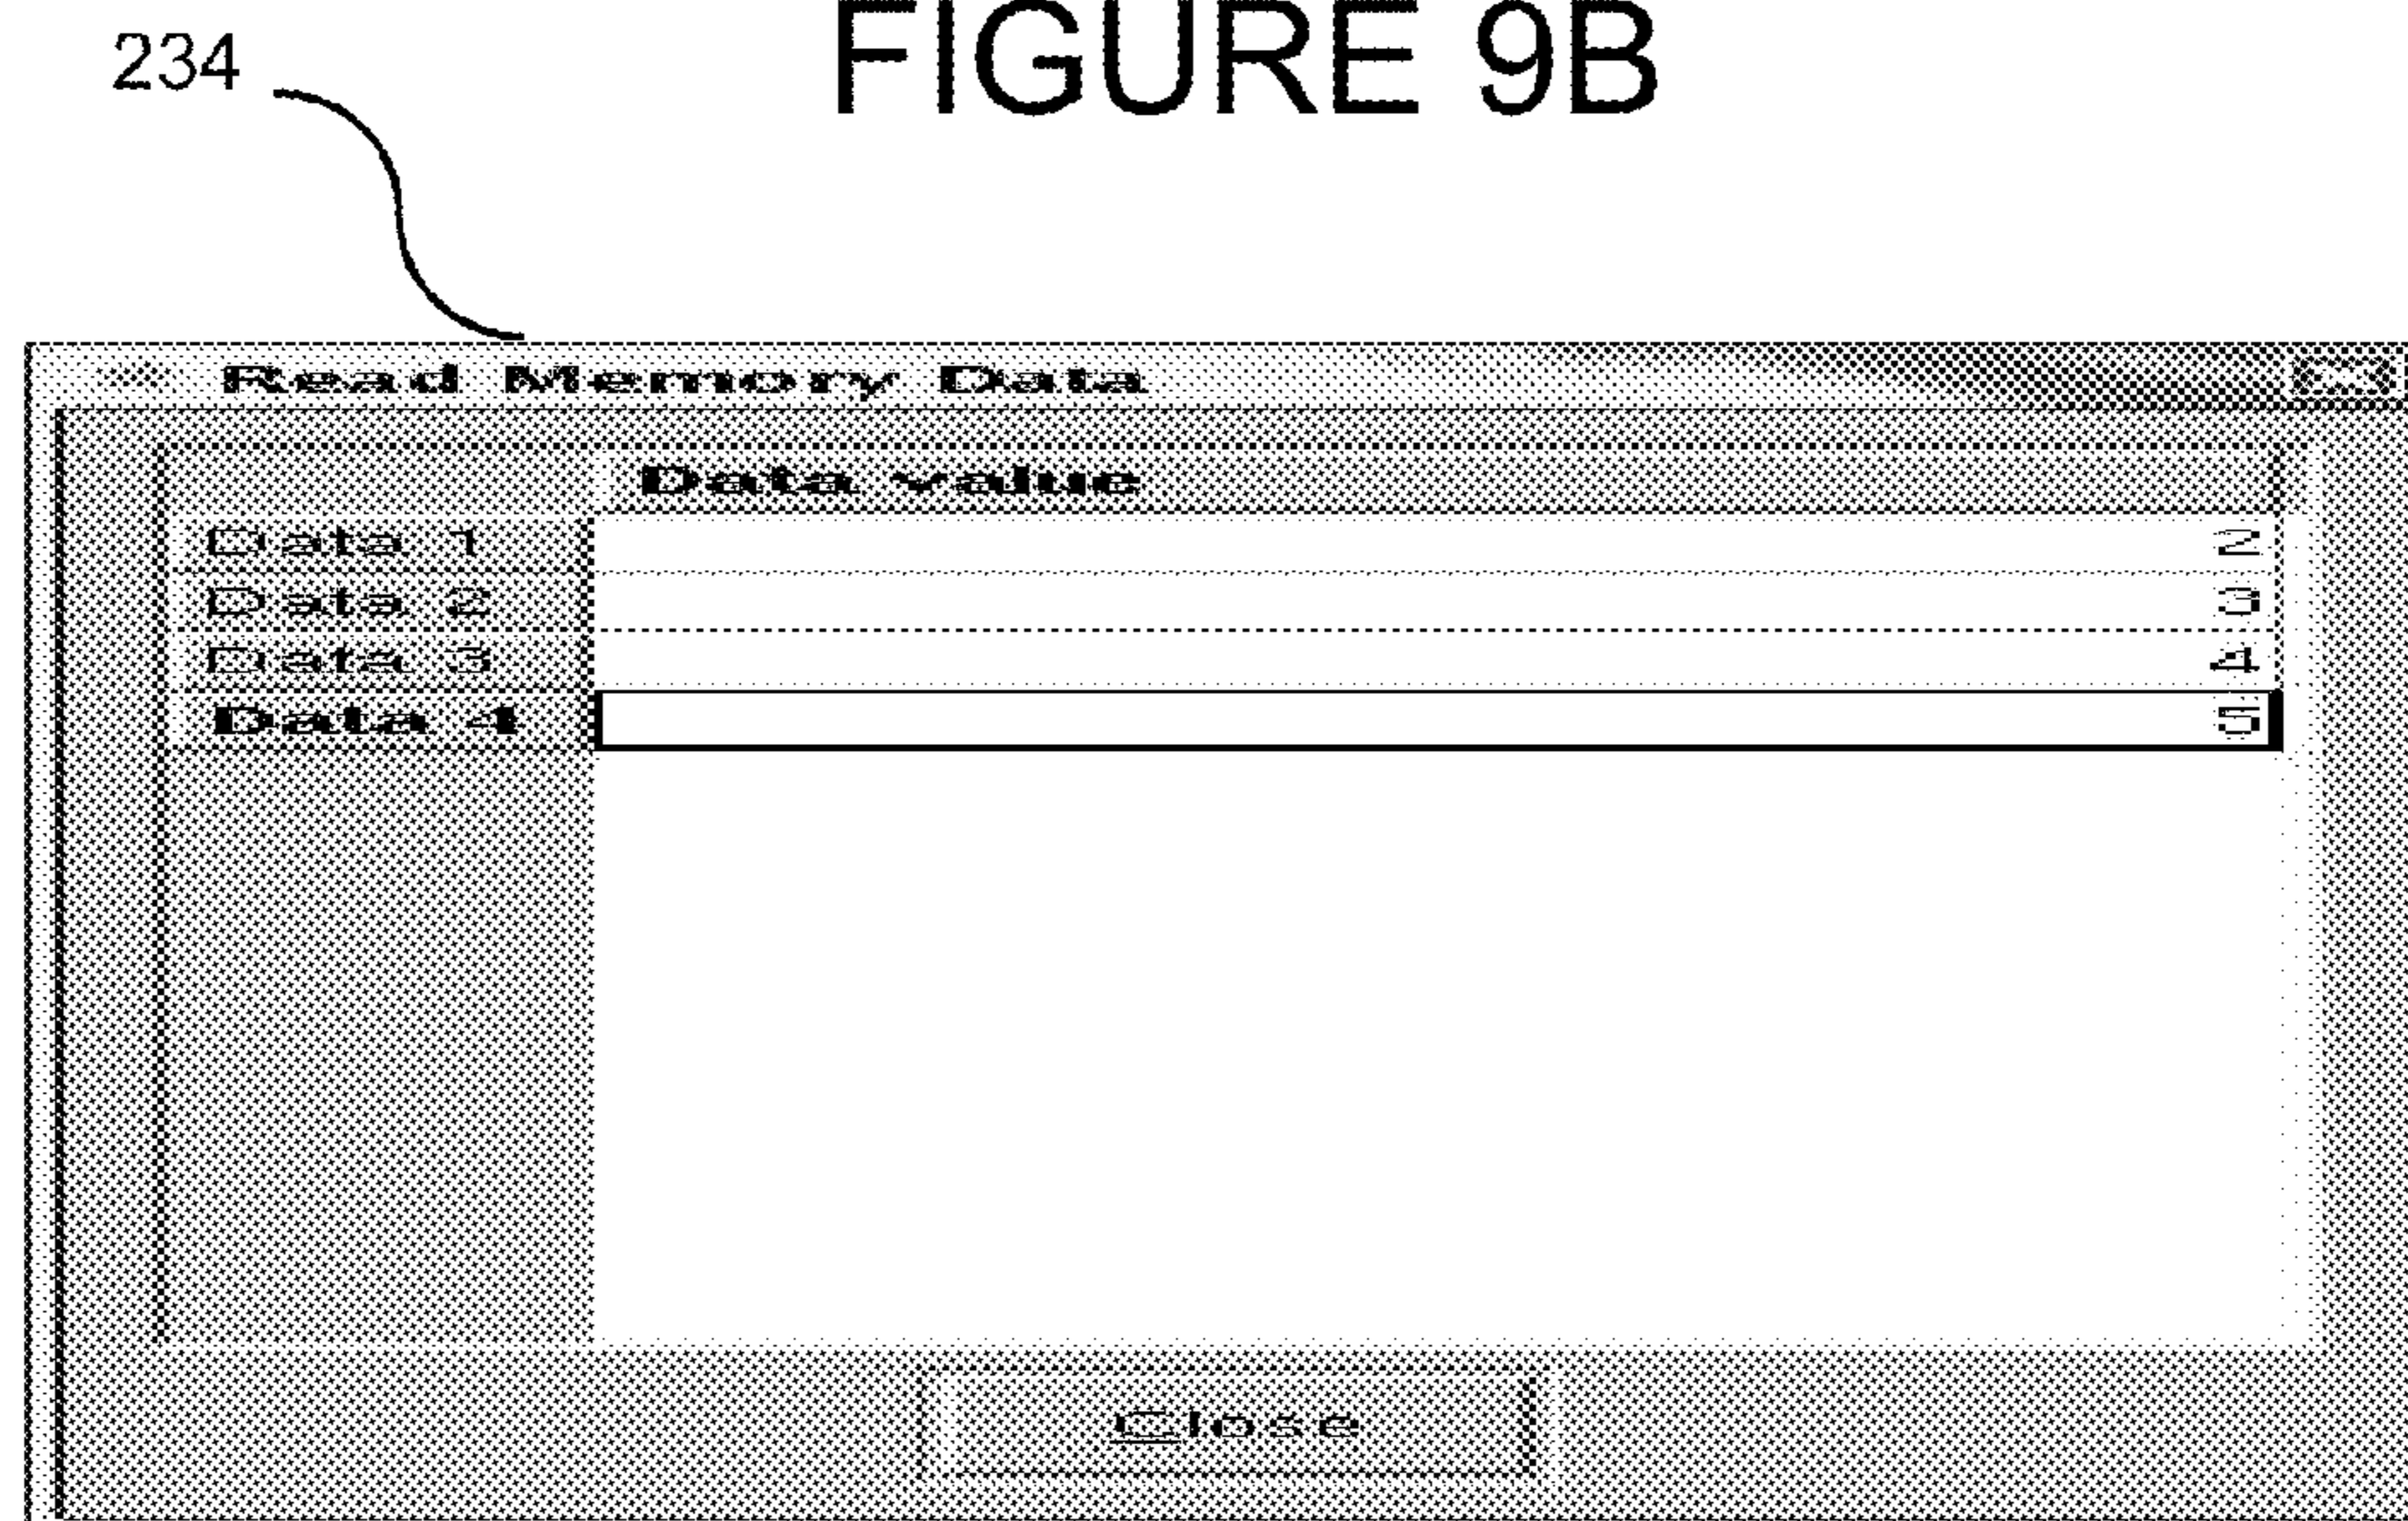 FIGURE 9B
234
Read Memory Data
Data value
Data 1 2
Data 2 3
Data 3 4
Data 4 5
Close